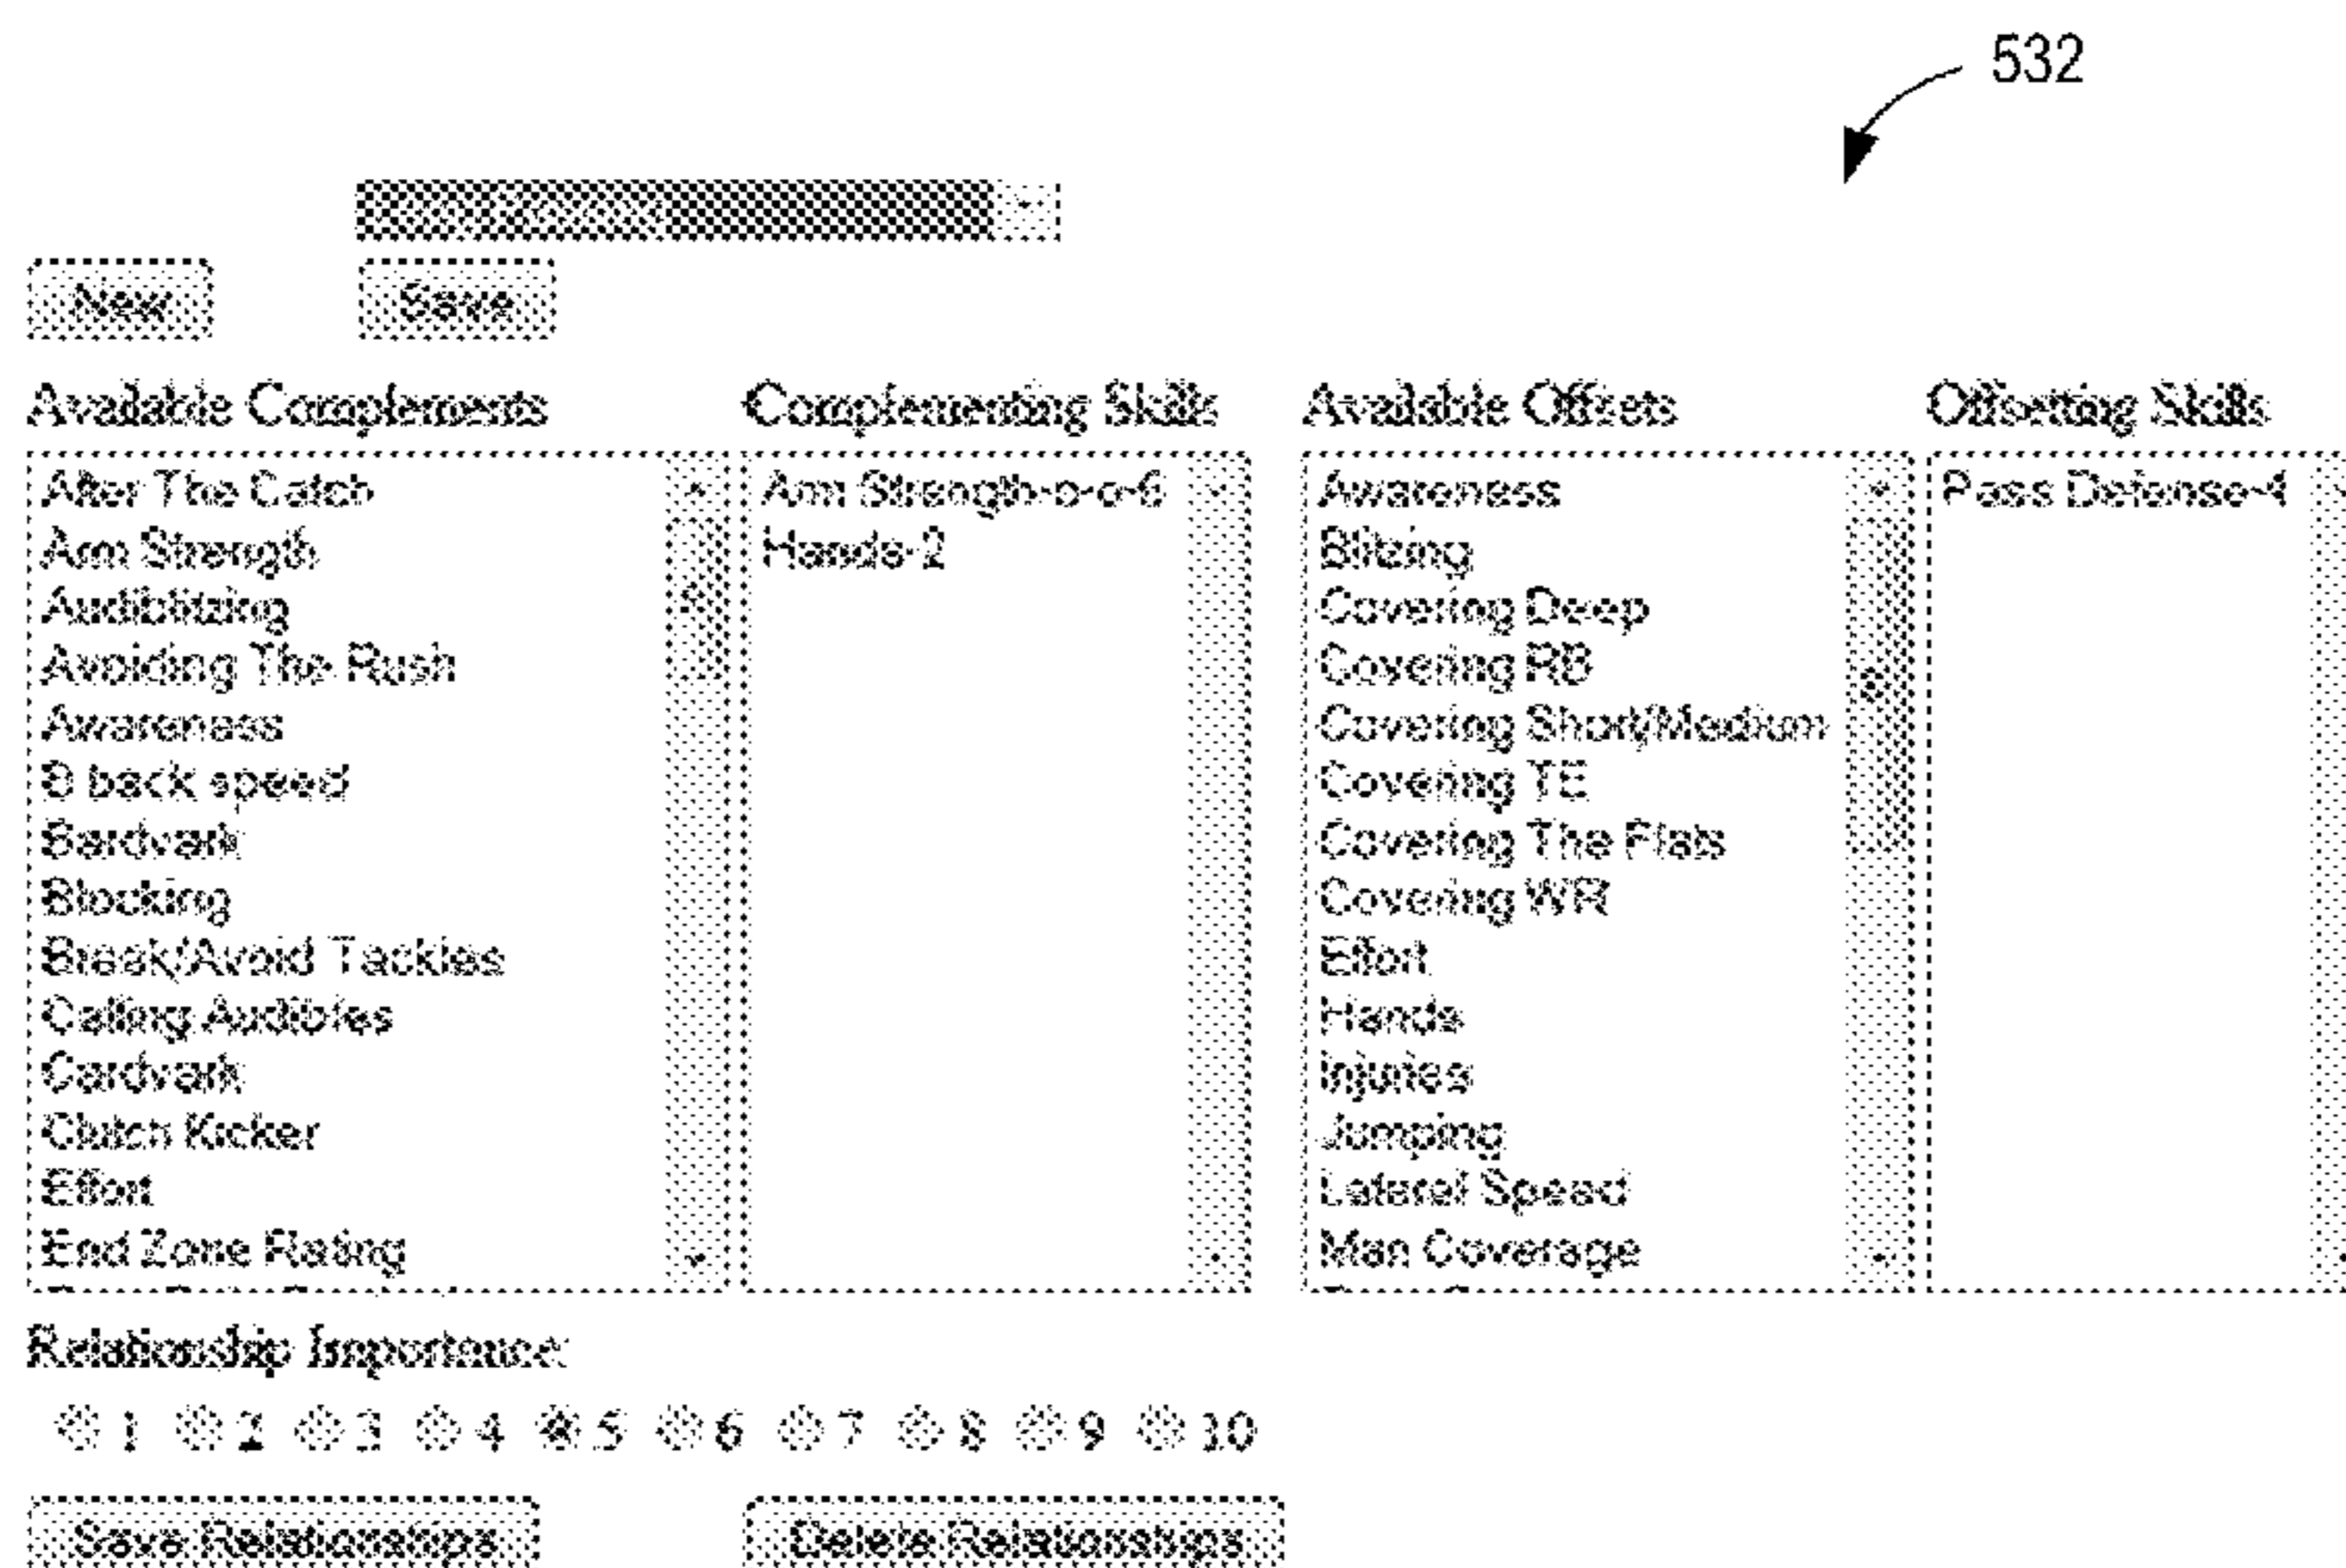 532
New Save
Available Complements Complementing Skills Available Offsets Offsetting Skills
After The Catch Arm Strength-o-o-6 Awareness Pass Defense-4
Arm Strength Hands-2 Blitzing
Audiblitzing Covering Deep
Avoiding The Rush Covering RB
Awareness Covering Short/Medium
B back speed Covering TE
Bardvark Covering The Flats
Blocking Covering WR
Break/Avoid Tackles Effort
Calling Audibles Hands
Cardvark Injuries
Clutch Kicker Jumping
Effort Lateral Speed
End Zone Rating Man Coverage
Relationship Importance:
1 2 3 4 5 6 7 8 9 10
Save Relationships Delete Relationships